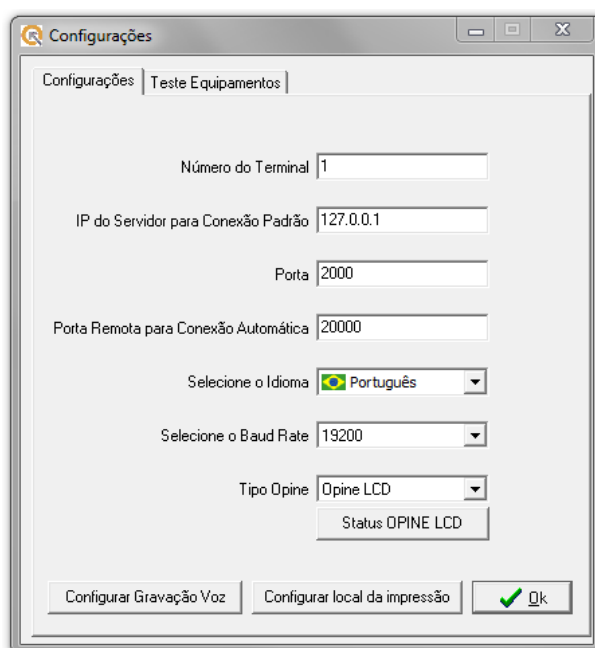 Configurações
Configurações Teste Equipamentos
Número do Terminal 1
IP do Servidor para Conexão Padrão 127.0.0.1
Porta 2000
Porta Remota para Conexão Automática 20000
Selecione o Idioma Português
Selecione o Baud Rate 19200
Tipo Opine Opine LCD
Status OPINE LCD
Configurar Gravação Voz Configurar local da impressão Ok